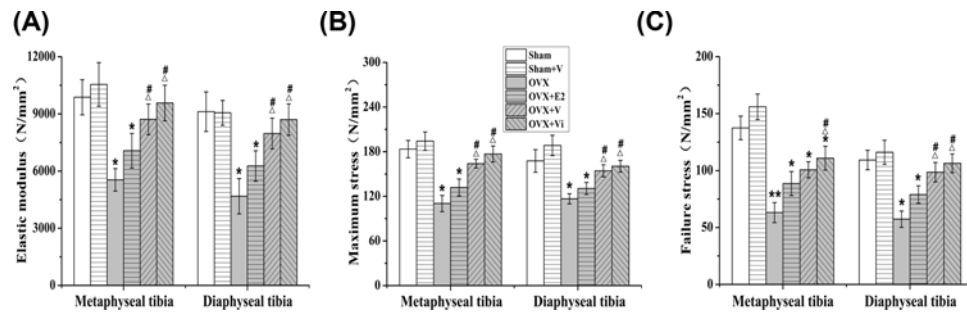 (A)
Elastic modulus（N/mm²）
12000
9000
6000
3000
0
*
*
△
#
△
#
*
*
△
#
△
#
Metaphyseal tibia
Diaphyseal tibia
(B)
Maximum stress（N/mm²）
300
240
180
120
60
0
Sham
Sham+V
OVX
OVX+E2
OVX+V
OVX+Vi
*
*
△
#
△
#
*
*
△
#
△
#
Metaphyseal tibia
Diaphyseal tibia
(C)
Failure stress（N/mm²）
200
150
100
50
0
**
*
*
#
△
*
*
*
#
△
#
△
Metaphyseal tibia
Diaphyseal tibia